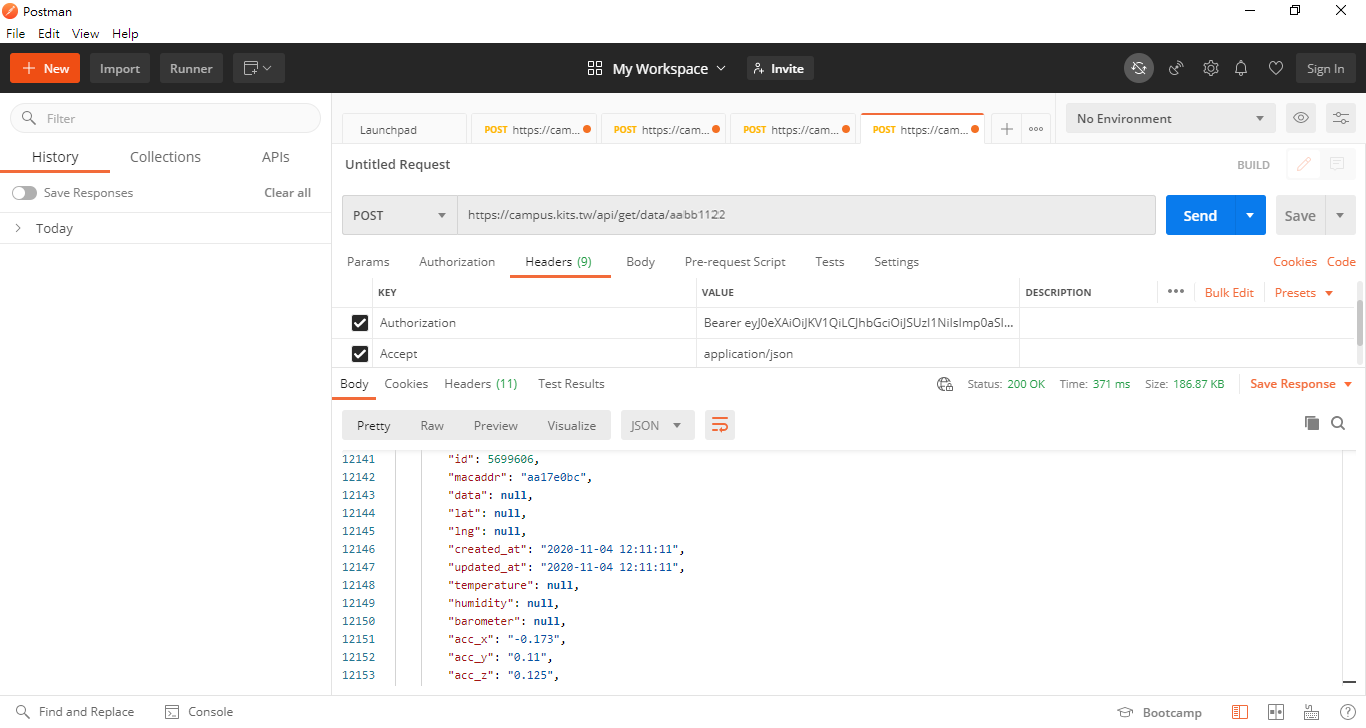 Postman
File Edit View Help
New Import Runner My Workspace Invite Sign In
Filter
History Collections APIs
Save Responses Clear all
Today
Launchpad POST https://cam... POST https://cam... POST https://cam... POST https://cam... No Environment
Untitled Request BUILD
POST https://campus.kits.tw/api/get/data/aabb1122 Send Save
Params Authorization Headers (9) Body Pre-request Script Tests Settings Cookies Code
KEY VALUE DESCRIPTION ••• Bulk Edit Presets
Authorization Bearer eyJ0eXAiOiJKV1QiLCJhbGciOiJSUzI1NiIsImp0aSI...
Accept application/json
Body Cookies Headers (11) Test Results Status: 200 OK Time: 371 ms Size: 186.87 KB Save Response
Pretty Raw Preview Visualize JSON
12141 "id": 5699606,
12142 "macaddr": "aa17e0bc",
12143 "data": null,
12144 "lat": null,
12145 "lng": null,
12146 "created_at": "2020-11-04 12:11:11",
12147 "updated_at": "2020-11-04 12:11:11",
12148 "temperature": null,
12149 "humidity": null,
12150 "barometer": null,
12151 "acc_x": "-0.173",
12152 "acc_y": "0.11",
12153 "acc_z": "0.125",
Find and Replace Console Bootcamp